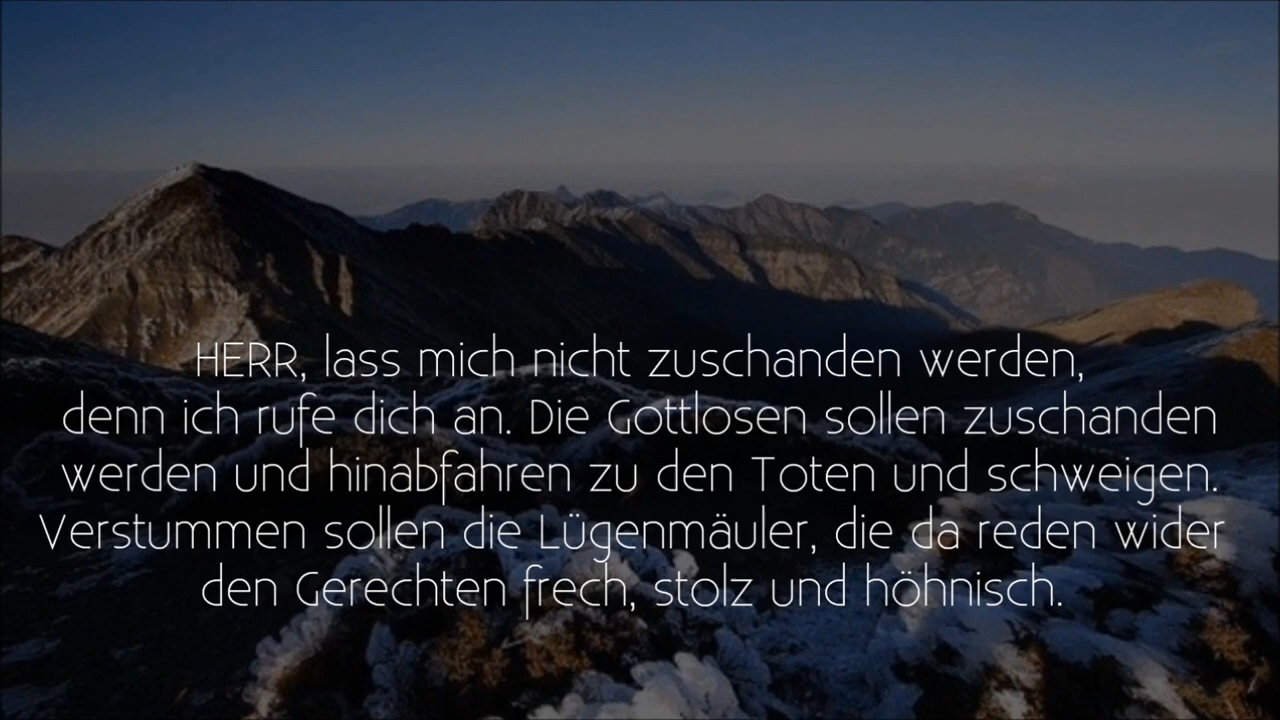 HERR, lass mich nicht zuschanden werden,
denn ich rufe dich an. Die Gottlosen sollen zuschanden
werden und hinabfahren zu den Toten und schweigen.
Verstummen sollen die Lügenmäuler, die da reden wider
den Gerechten frech, stolz und höhnisch.